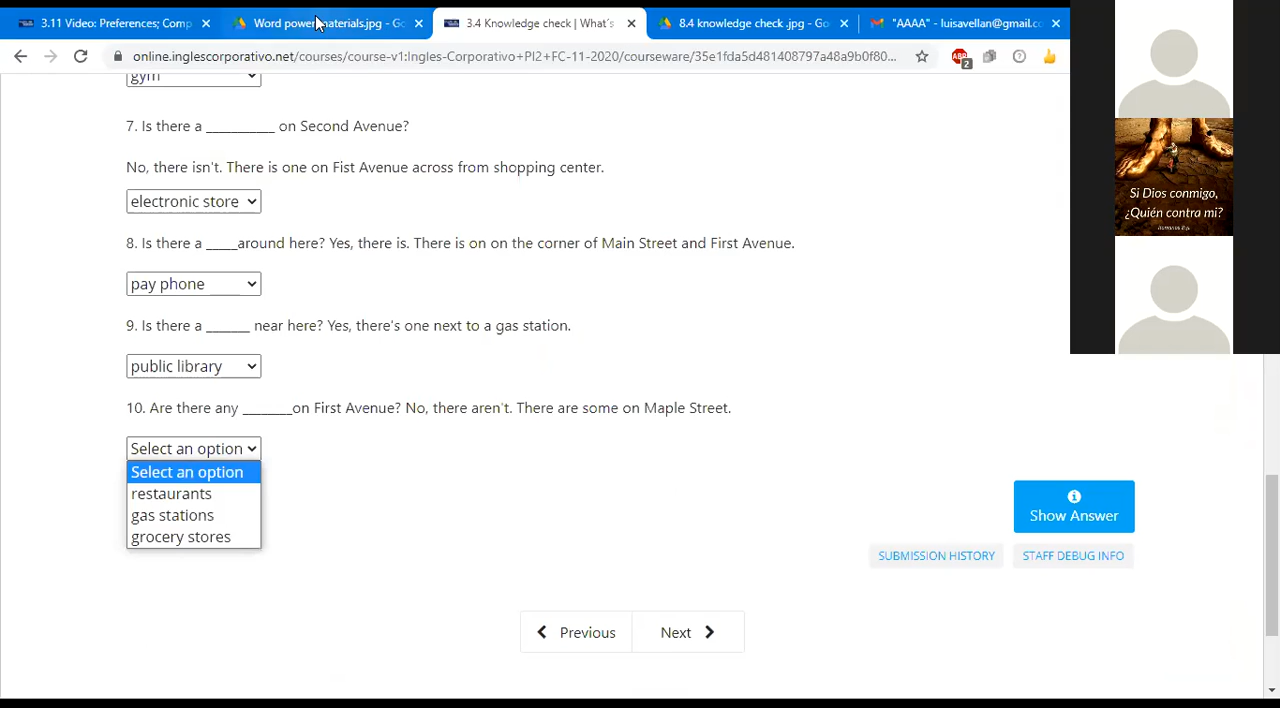 3.11 Video: Preferences; Comp
Word power materials.jpg - Go
3.4 Knowledge check | What's
8.4 knowledge check .jpg - Go
"AAAA" - luisavellan@gmail.co
online.inglescorporativo.net/courses/course-v1:Ingles-Corporativo+PI2+FC-11-2020/courseware/35e1fda5d481408797a48a9b0f80...
2
gym
7. Is there a ___________ on Second Avenue?
No, there isn't. There is one on Fist Avenue across from shopping center.
electronic store
8. Is there a _____around here? Yes, there is. There is on on the corner of Main Street and First Avenue.
pay phone
9. Is there a _______ near here? Yes, there's one next to a gas station.
public library
10. Are there any ________on First Avenue? No, there aren't. There are some on Maple Street.
Select an option
Select an option
restaurants
gas stations
grocery stores
Show Answer
SUBMISSION HISTORY
STAFF DEBUG INFO
Previous
Next
Si Dios conmigo,
¿Quién contra mi?